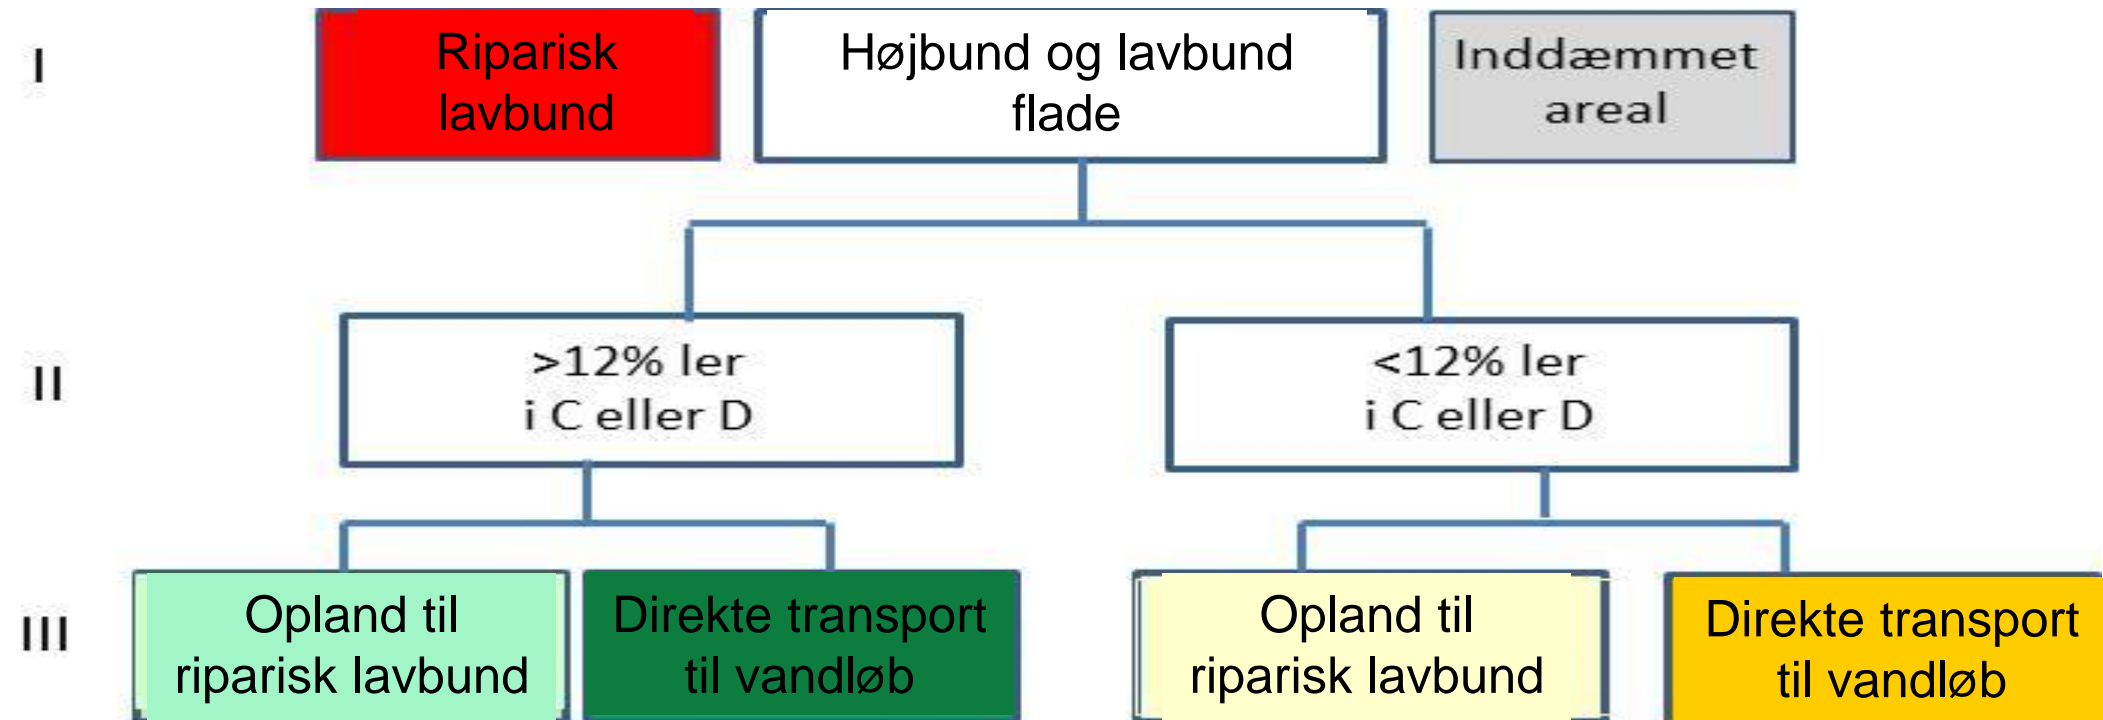 I
Riparisk
lavbund
Højbund og lavbund
flade
Inddæmmet
areal
II
>12% ler
i C eller D
<12% ler
i C eller D
III
Opland til
riparisk lavbund
Direkte transport
til vandløb
Opland til
riparisk lavbund
Direkte transport
til vandløb